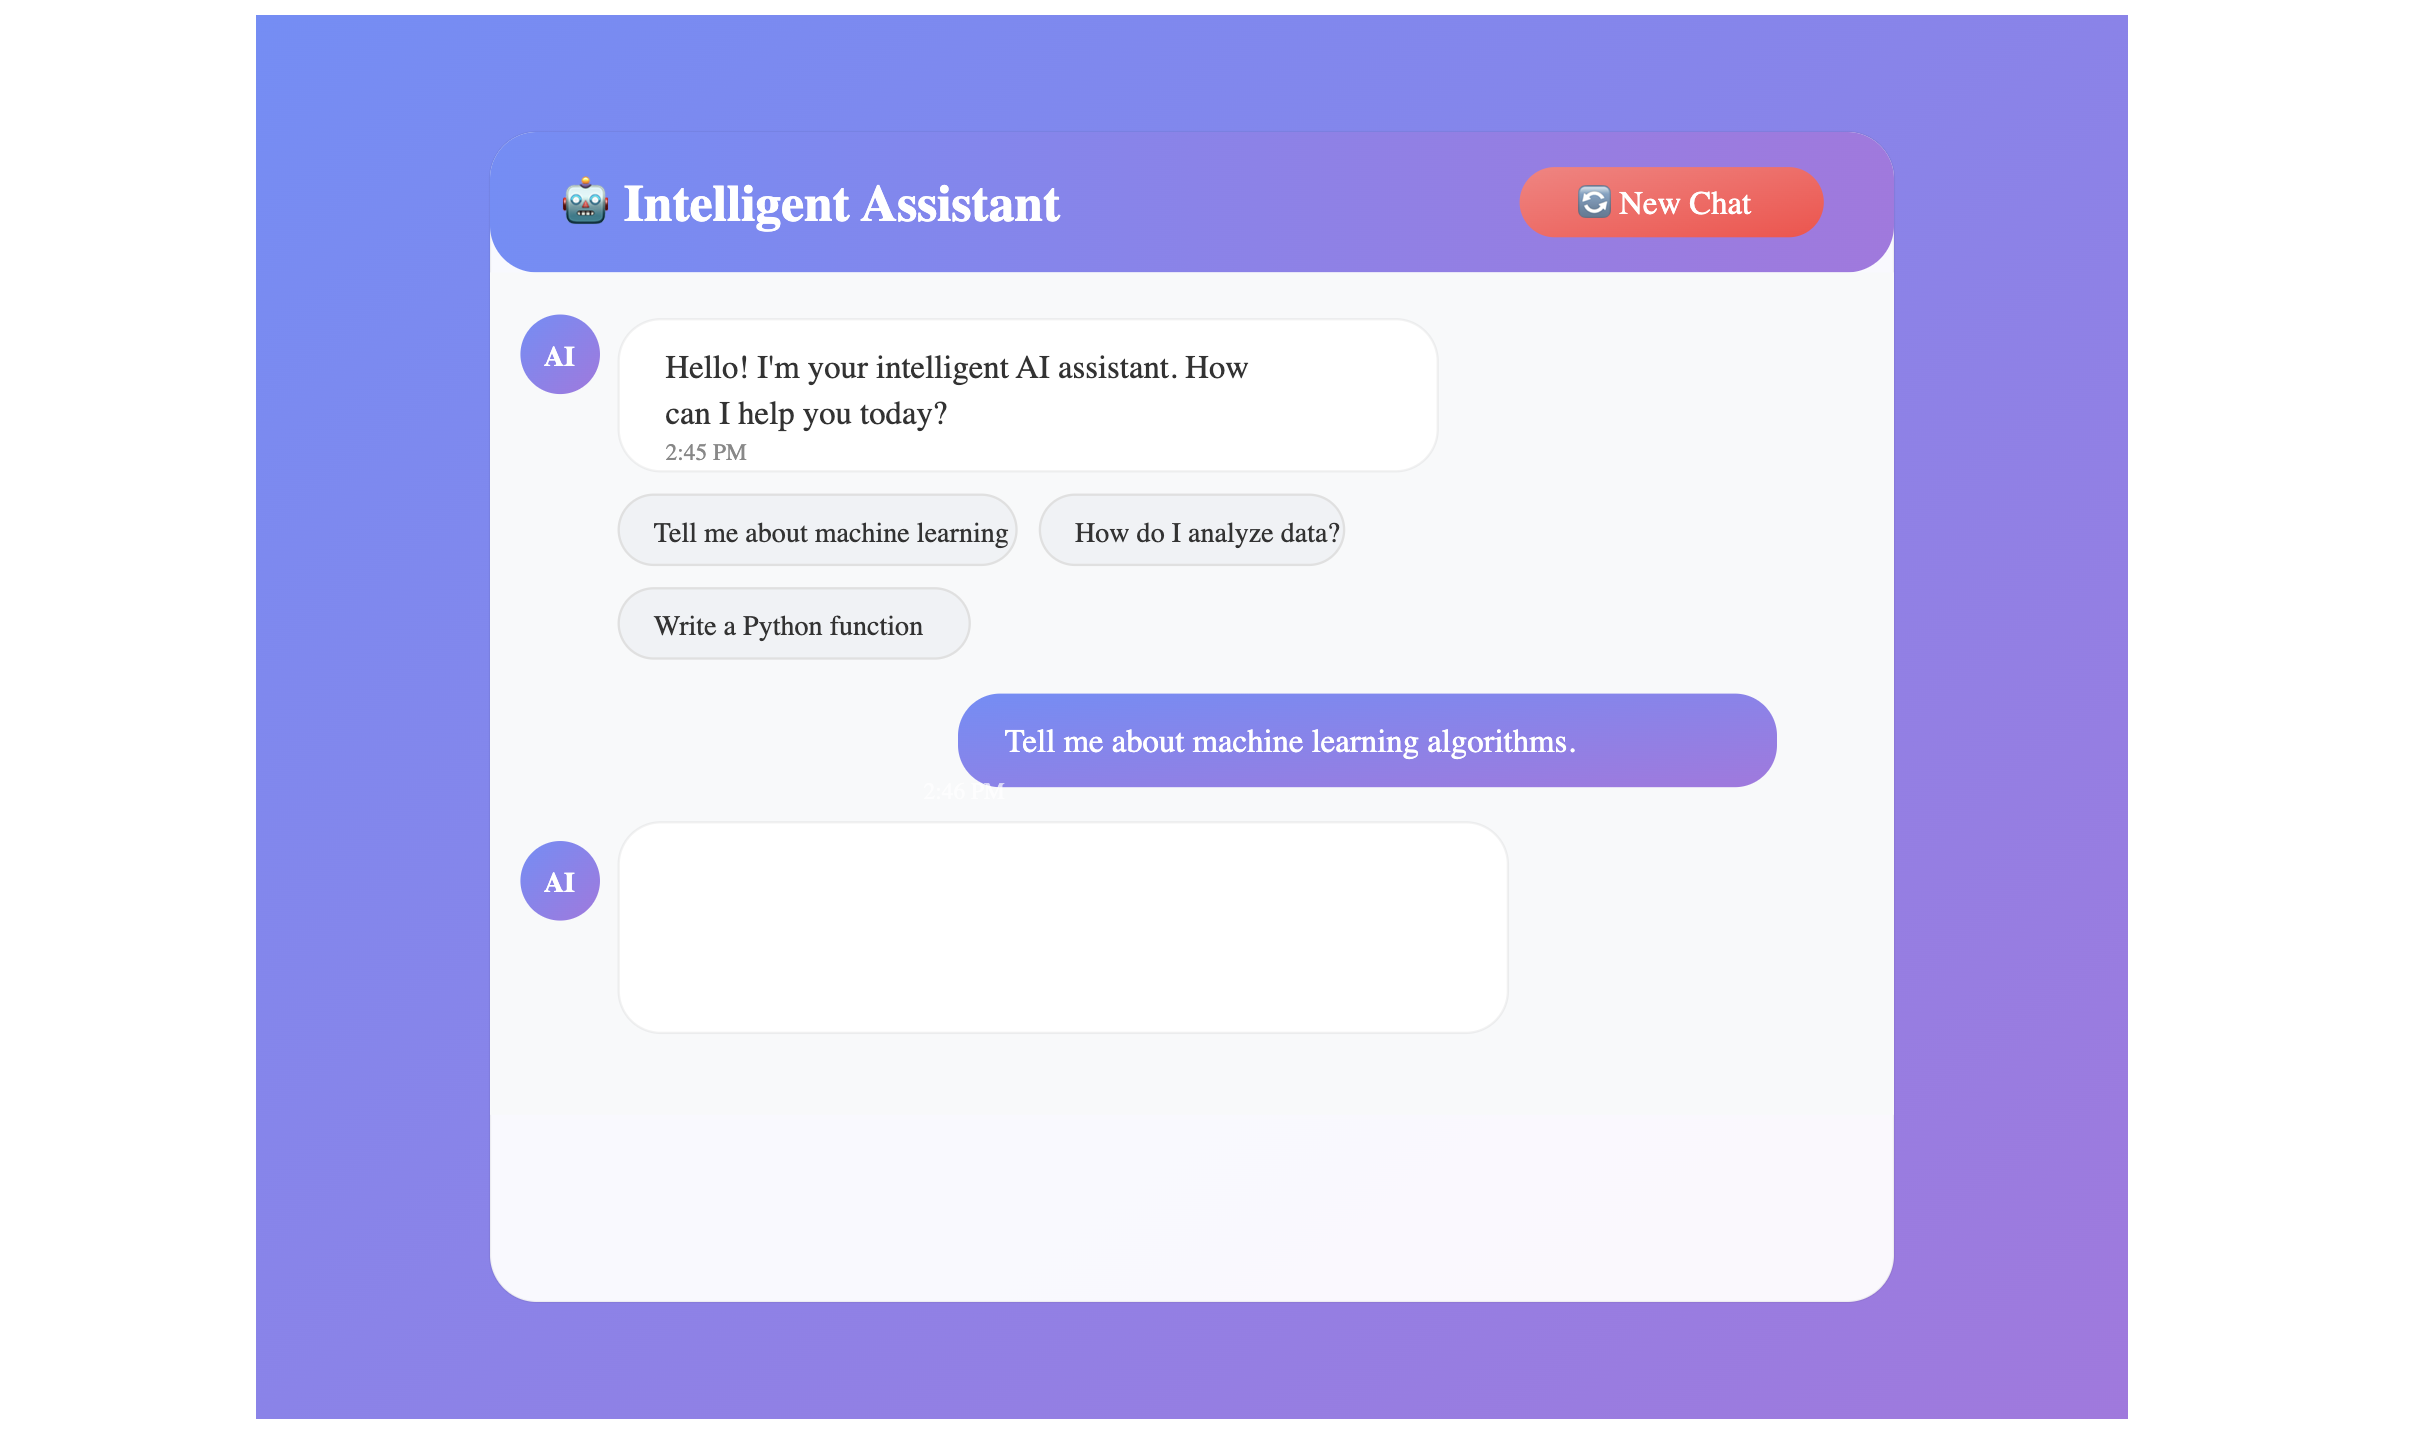 🤖 Intelligent Assistant
🔄 New Chat
AI
Hello! I'm your intelligent AI assistant. How
can I help you today?
2:45 PM
Tell me about machine learning
How do I analyze data?
Write a Python function
Tell me about machine learning algorithms.
2:46 PM
AI